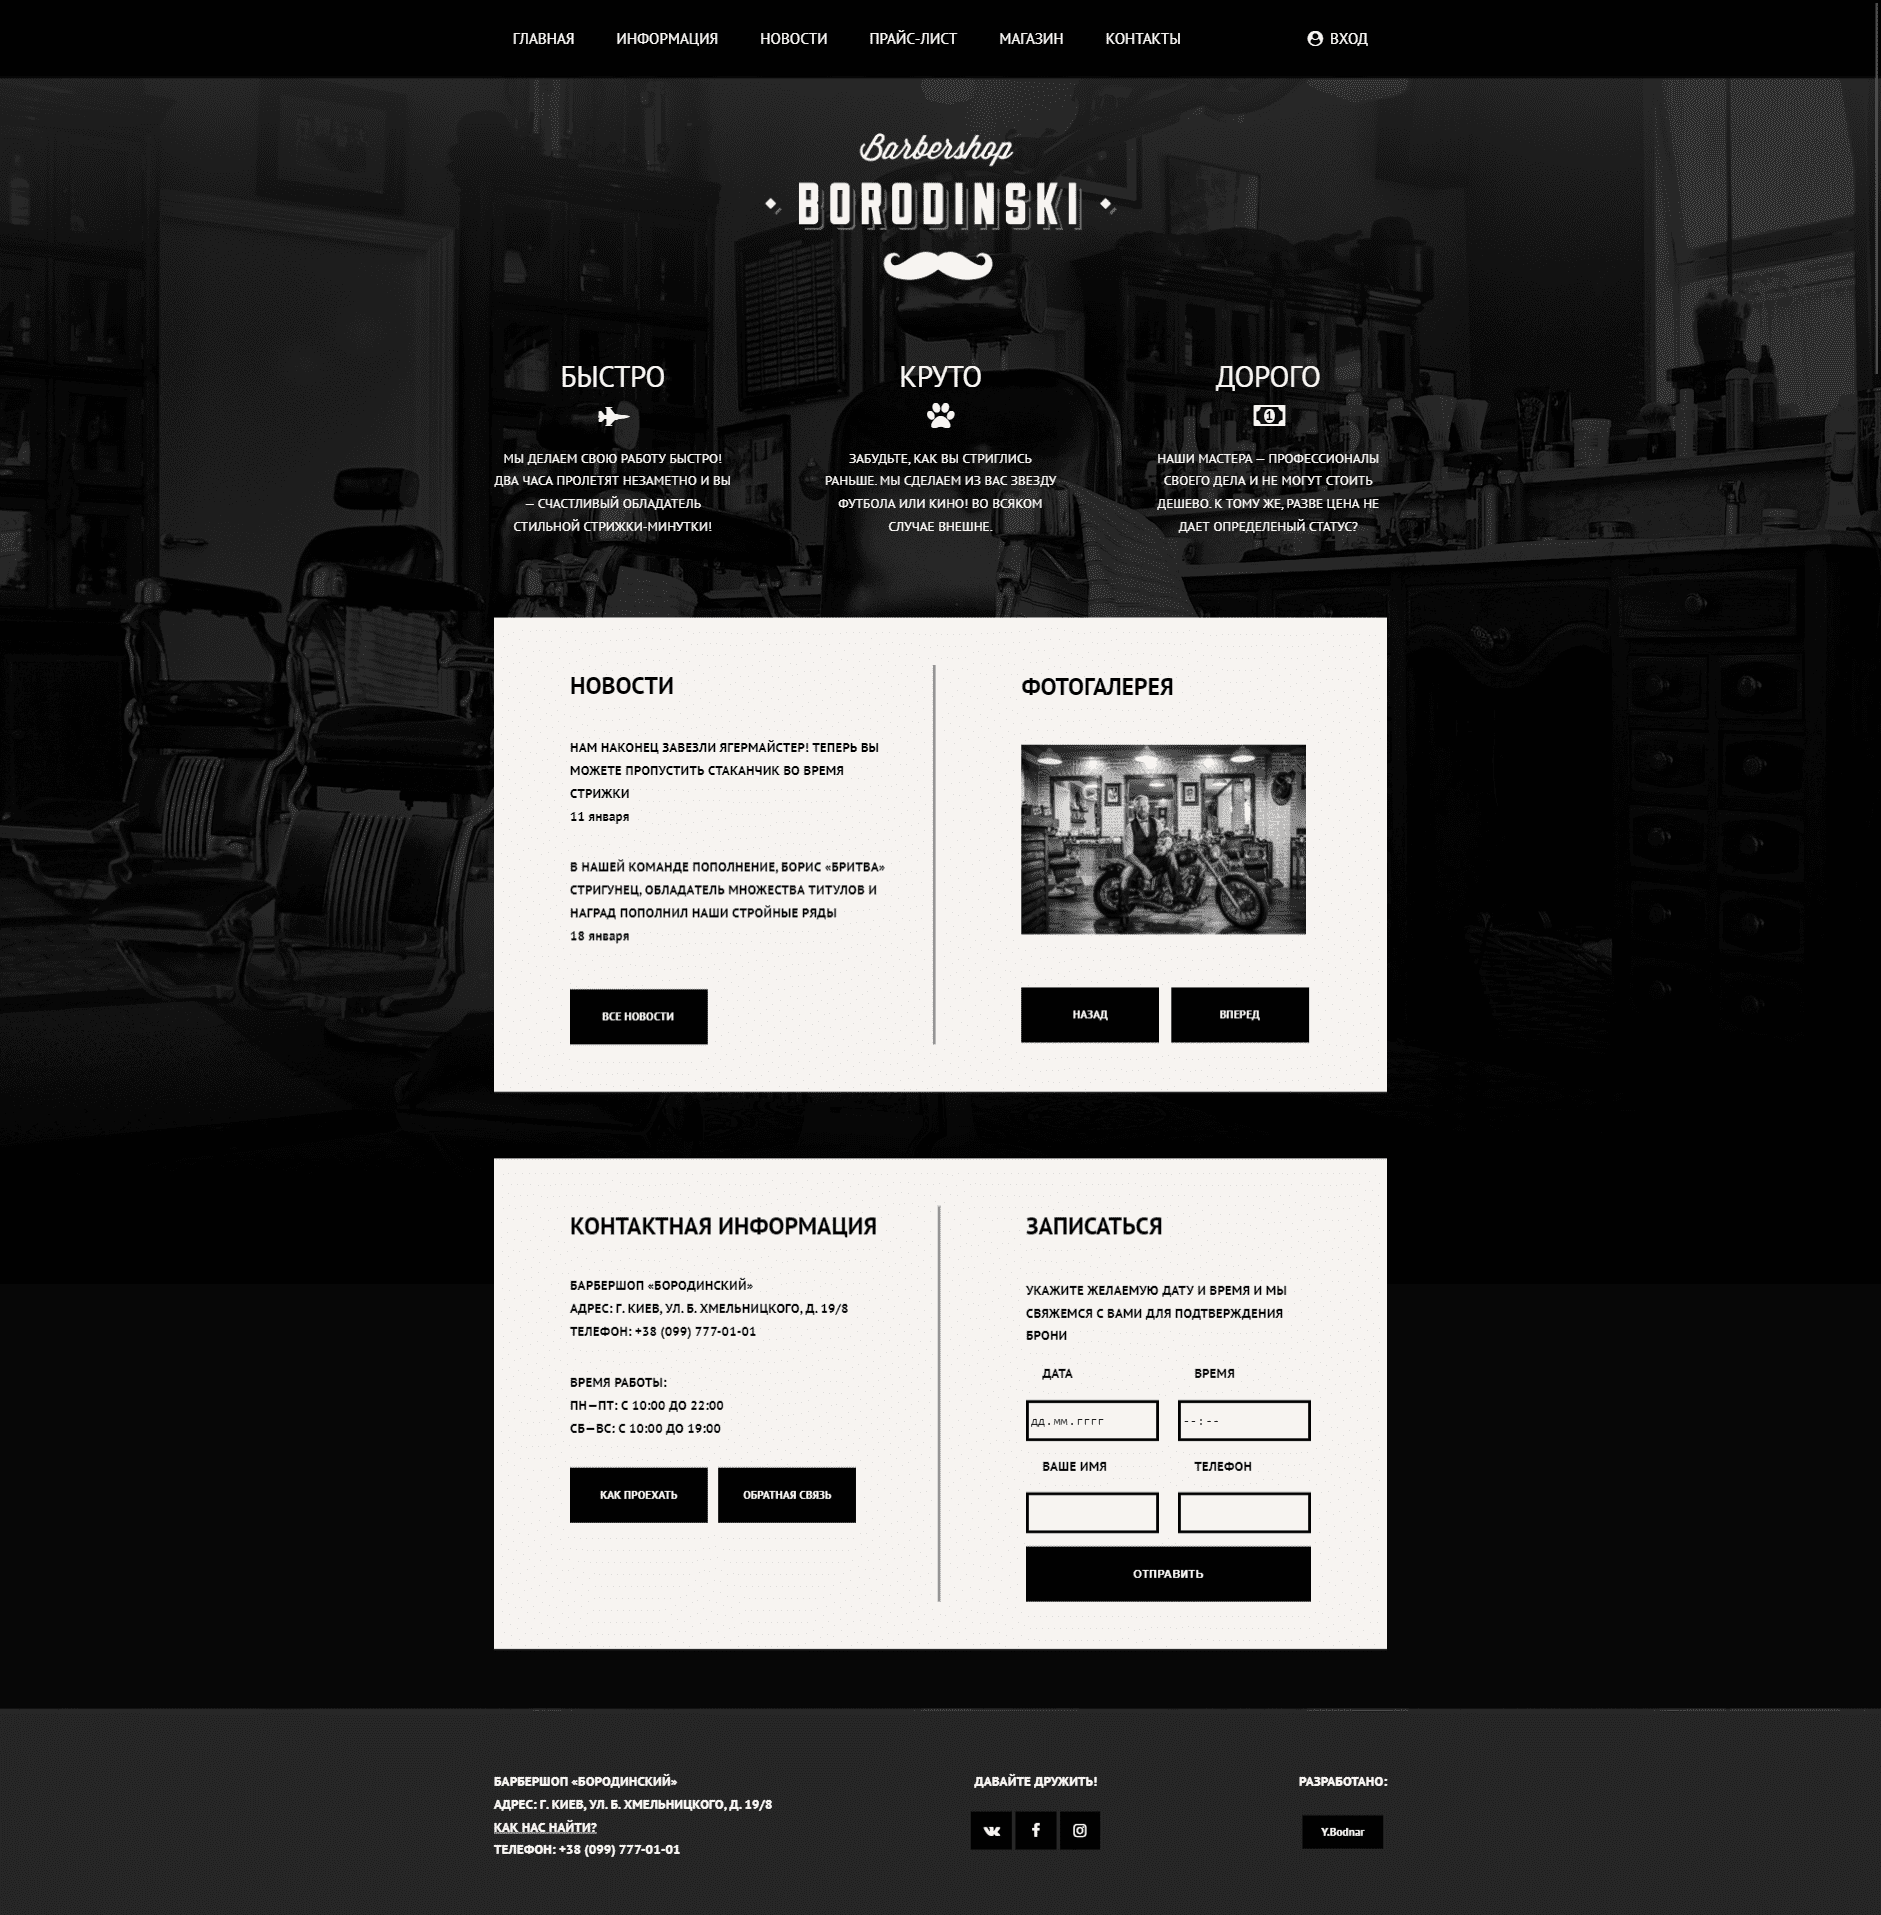 ГЛАВНАЯ ИНФОРМАЦИЯ НОВОСТИ ПРАЙС-ЛИСТ МАГАЗИН КОНТАКТЫ ВХОД
Barbershop
BORODINSKI
БЫСТРО
МЫ ДЕЛАЕМ СВОЮ РАБОТУ БЫСТРО!
ДВА ЧАСА ПРОЛЕТЯТ НЕЗАМЕТНО И ВЫ
— СЧАСТЛИВЫЙ ОБЛАДАТЕЛЬ
СТИЛЬНОЙ СТРИЖКИ-МИНУТКИ!
КРУТО
ЗАБУДЬТЕ, КАК ВЫ СТРИГЛИСЬ
РАНЬШЕ. МЫ СДЕЛАЕМ ИЗ ВАС ЗВЕЗДУ
ФУТБОЛА ИЛИ КИНО! ВО ВСЯКОМ
СЛУЧАЕ ВНЕШНЕ.
ДОРОГО
1
НАШИ МАСТЕРА — ПРОФЕССИОНАЛЫ
СВОЕГО ДЕЛА И НЕ МОГУТ СТОИТЬ
ДЕШЕВО. К ТОМУ ЖЕ, РАЗВЕ ЦЕНА НЕ
ДАЕТ ОПРЕДЕЛЕНЫЙ СТАТУС?
НОВОСТИ
НАМ НАКОНЕЦ ЗАВЕЗЛИ ЯГЕРМАЙСТЕР! ТЕПЕРЬ ВЫ
МОЖЕТЕ ПРОПУСТИТЬ СТАКАНЧИК ВО ВРЕМЯ
СТРИЖКИ
11 января
В НАШЕЙ КОМАНДЕ ПОПОЛНЕНИЕ, БОРИС «БРИТВА»
СТРИГУНЕЦ, ОБЛАДАТЕЛЬ МНОЖЕСТВА ТИТУЛОВ И
НАГРАД ПОПОЛНИЛ НАШИ СТРОЙНЫЕ РЯДЫ
18 января
ВСЕ НОВОСТИ
ФОТОГАЛЕРЕЯ
НАЗАД ВПЕРЕД
КОНТАКТНАЯ ИНФОРМАЦИЯ
БАРБЕРШОП «БОРОДИНСКИЙ»
АДРЕС: Г. КИЕВ, УЛ. Б. ХМЕЛЬНИЦКОГО, Д. 19/8
ТЕЛЕФОН: +38 (099) 777-01-01
ВРЕМЯ РАБОТЫ:
ПН—ПТ: С 10:00 ДО 22:00
СБ—ВС: С 10:00 ДО 19:00
КАК ПРОЕХАТЬ ОБРАТНАЯ СВЯЗЬ
ЗАПИСАТЬСЯ
УКАЖИТЕ ЖЕЛАЕМУЮ ДАТУ И ВРЕМЯ И МЫ
СВЯЖЕМСЯ С ВАМИ ДЛЯ ПОДТВЕРЖДЕНИЯ
БРОНИ
ДАТА ВРЕМЯ
дд.мм.гггг --:--
ВАШЕ ИМЯ ТЕЛЕФОН
ОТПРАВИТЬ
БАРБЕРШОП «БОРОДИНСКИЙ»
АДРЕС: Г. КИЕВ, УЛ. Б. ХМЕЛЬНИЦКОГО, Д. 19/8
КАК НАС НАЙТИ?
ТЕЛЕФОН: +38 (099) 777-01-01
ДАВАЙТЕ ДРУЖИТЬ!
РАЗРАБОТАНО:
Y.Bodnar